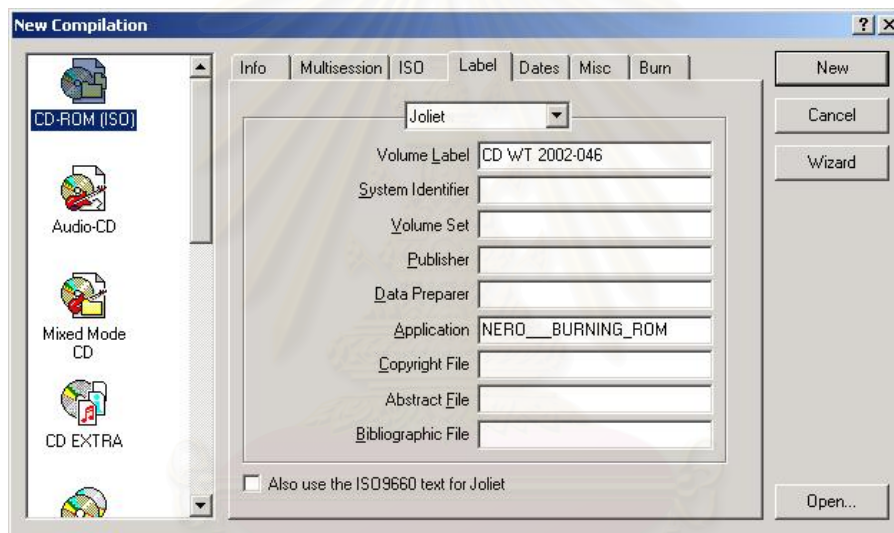 New Compilation
CD-ROM (ISO)
Audio-CD
Mixed Mode
CD
CD EXTRA
Info Multisession ISO Label Dates Misc Burn
Joliet
Volume Label CD WT 2002-046
System Identifier
Volume Set
Publisher
Data Preparer
Application NERO___BURNING_ROM
Copyright File
Abstract File
Bibliographic File
Also use the ISO9660 text for Joliet
New
Cancel
Wizard
Open...